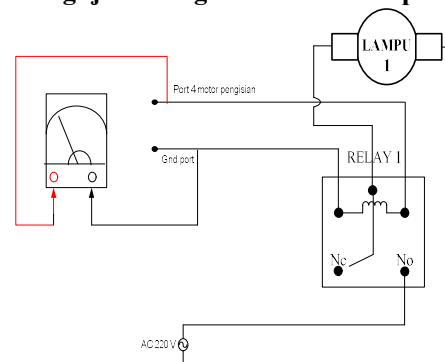 LAMPU
1
Port 4 motor pengisian
Gnd port
RELAY 1
Nc
No
AC 220 V